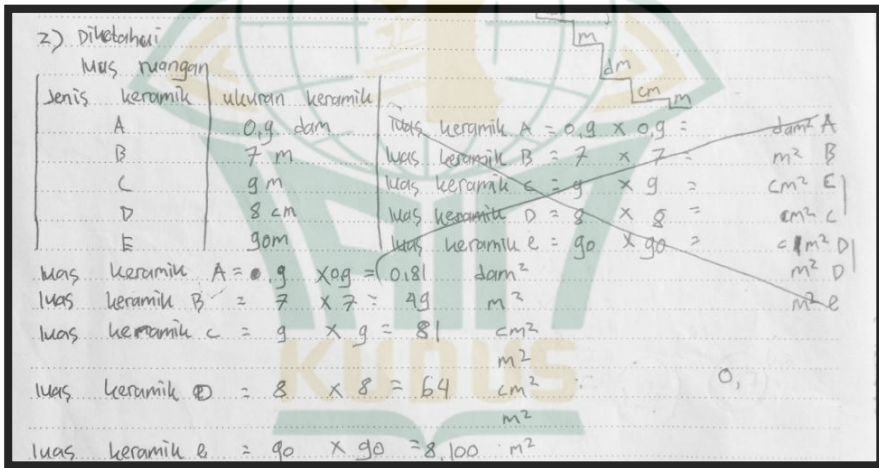 2) Diketahui
m
luas ruangan
dm
cm
m
Jenis keramik ukuran keramik
A 0,9 dam luas keramik A = 0,9 x 0,9 = dam² A
B 7 m luas keramik B = 7 x 7 = m² B
C 9 m luas keramik c = 9 x 9 = cm² E
D 8 cm luas keramik D = 8 x 8 = cm² C
E 90m luas keramik e = 90 x 90 = m² D
luas keramik A = 0,9 x 0,9 = 0,81 dam² m² D
luas keramik B = 7 x 7 = 49 m² m² e
luas keramik c = 9 x 9 = 81 cm²
m²
luas keramik D = 8 x 8 = 64 cm² 0,
m²
luas keramik e = 90 x 90 = 8,100 m²
KUDUS